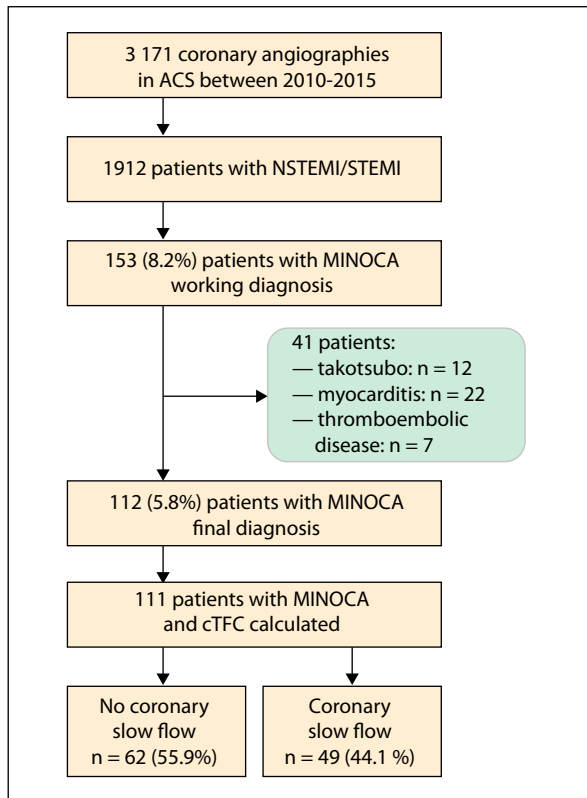 3 171 coronary angiographies
in ACS between 2010-2015
1912 patients with NSTEMI/STEMI
153 (8.2%) patients with MINOCA
working diagnosis
41 patients:
— takotsubo: n = 12
— myocarditis: n = 22
— thromboembolic
disease: n = 7
112 (5.8%) patients with MINOCA
final diagnosis
111 patients with MINOCA
and cTFC calculated
No coronary
slow flow
n = 62 (55.9%)
Coronary
slow flow
n = 49 (44.1 %)